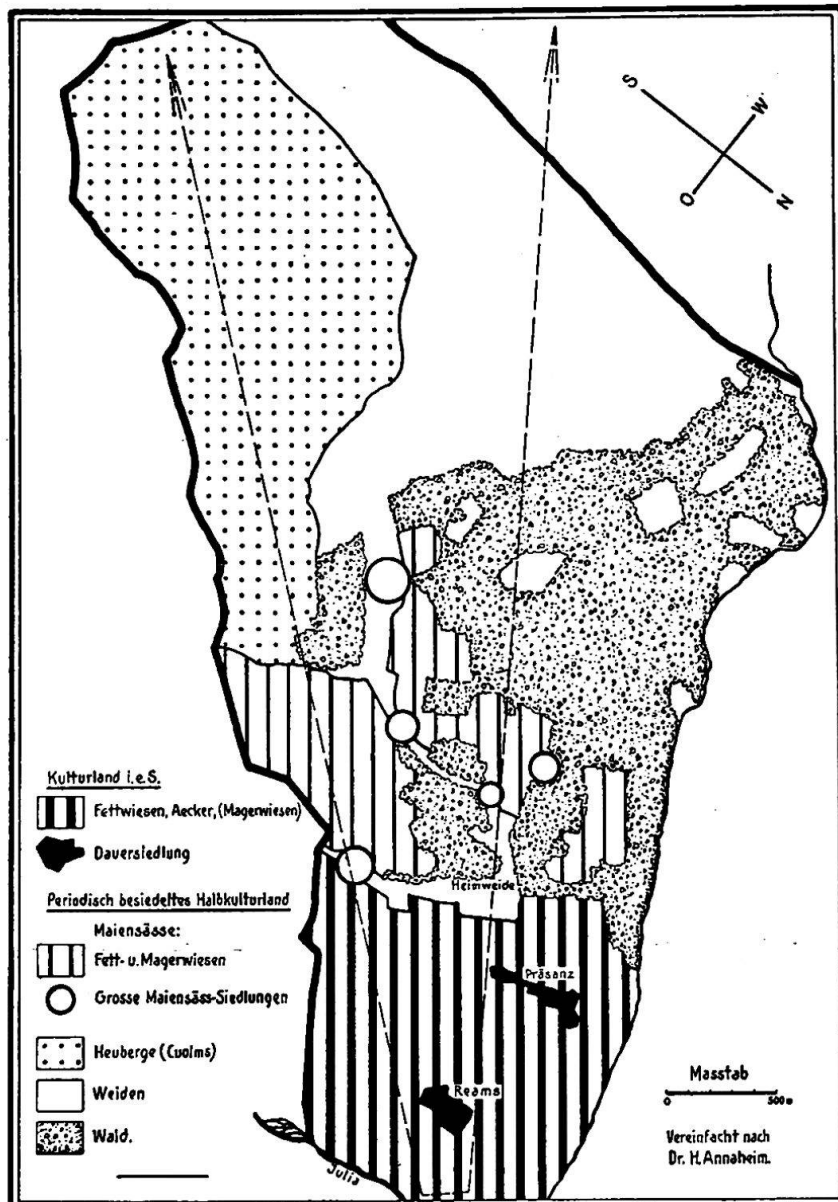 S
W
O
N
Kulturland i.e.S.
Fettwiesen, Aecker, (Magerwiesen)
Dauersiedlung
Periodisch besiedeltes Halbkulturland
Maiensässe:
Fett- u. Magerwiesen
Grosse Maiensäss-Siedlungen
Heuberge (Cuolms)
Weiden
Wald.
Heimweide
Präsanz
Reams
Julia
Masstab
0 500 m
Vereinfacht nach
Dr. H. Annaheim.